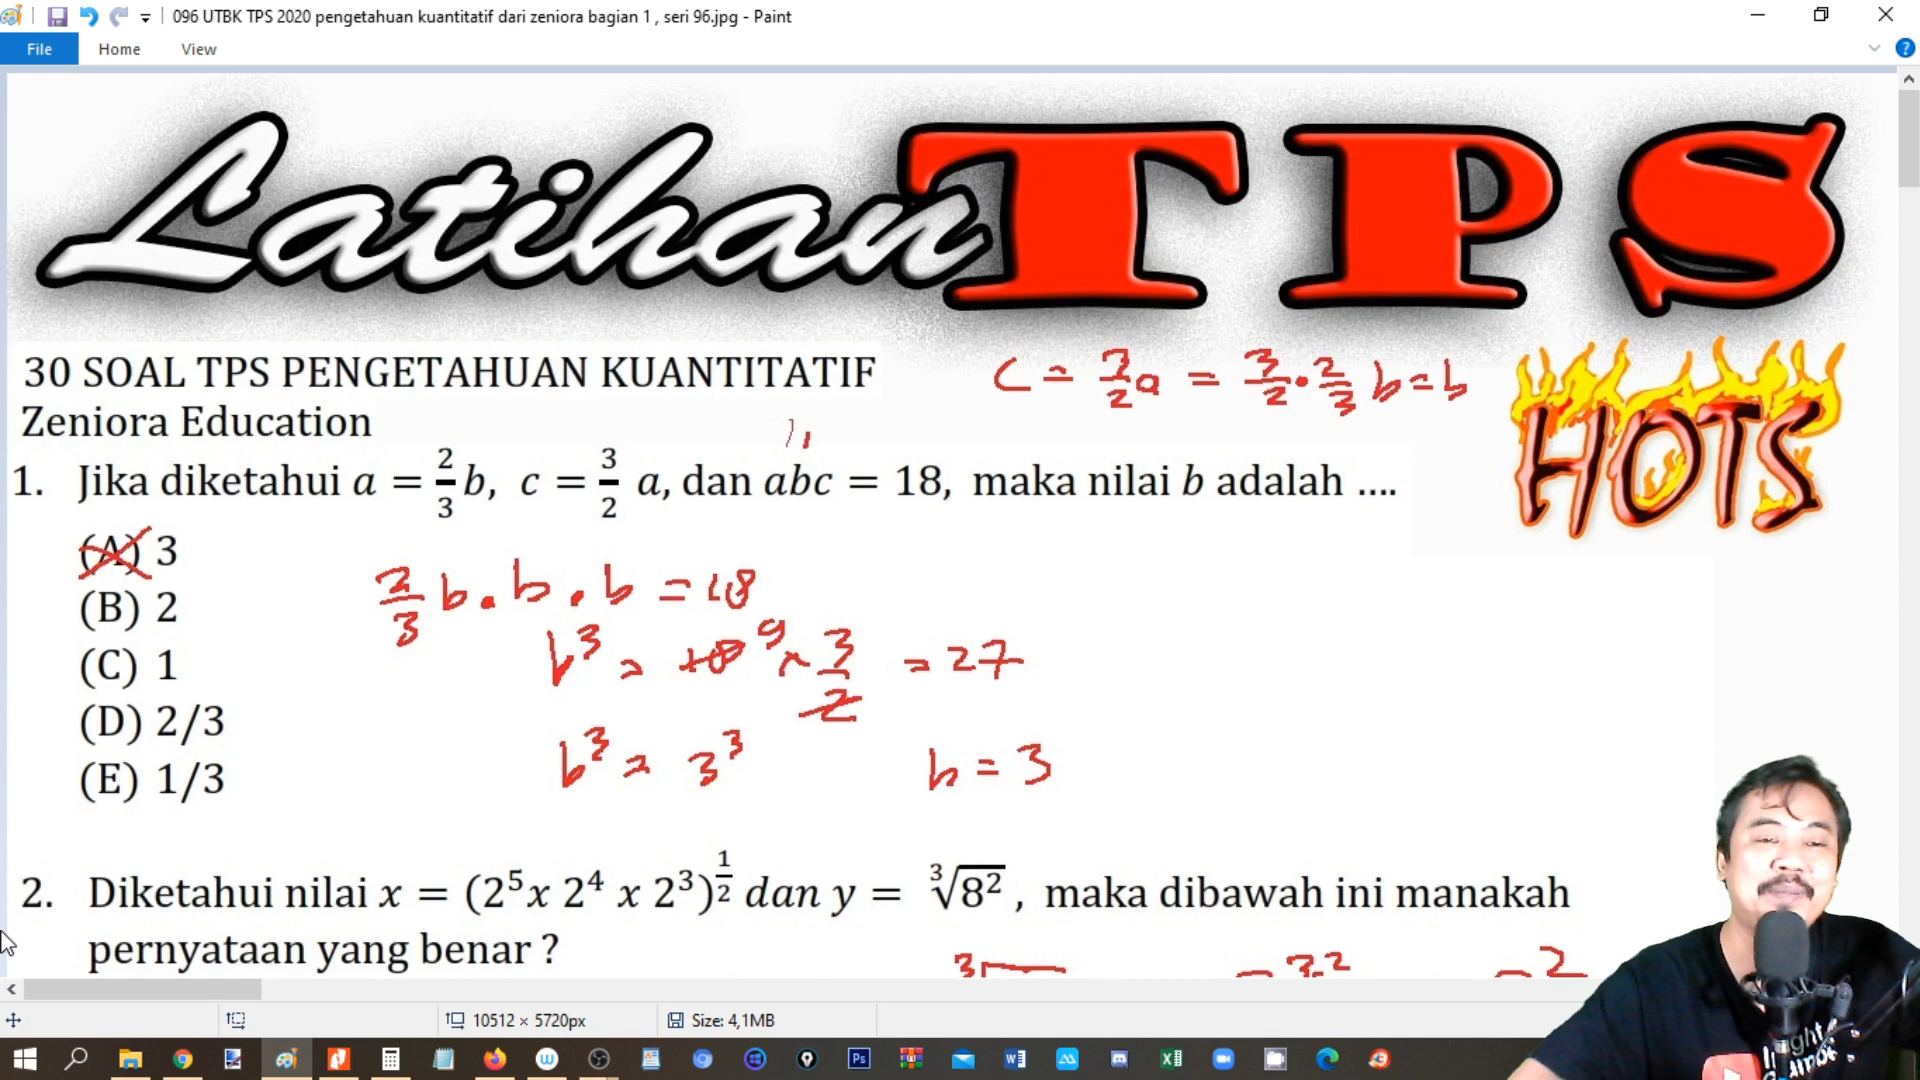 096 UTBK TPS 2020 pengetahuan kuantitatif dari zeniora bagian 1 , seri 96.jpg - Paint
File Home View
Latihan TPS
HOTS
30 SOAL TPS PENGETAHUAN KUANTITATIF
Zeniora Education
c = 3/2 a = 3/2 • 2/3 b = b
1. Jika diketahui a = 2/3 b, c = 3/2 a, dan abc = 18, maka nilai b adalah ....
(A) 3
(B) 2
(C) 1
(D) 2/3
(E) 1/3
2/3 b • b • b = 18
b³ = 18 9 x 3/2 = 27
b³ = 3³ b = 3
2. Diketahui nilai x = (2⁵x 2⁴ x 2³)^1/2 dan y = ³√8² , maka dibawah ini manakah
pernyataan yang benar ?
10512 × 5720px Size: 4,1MB